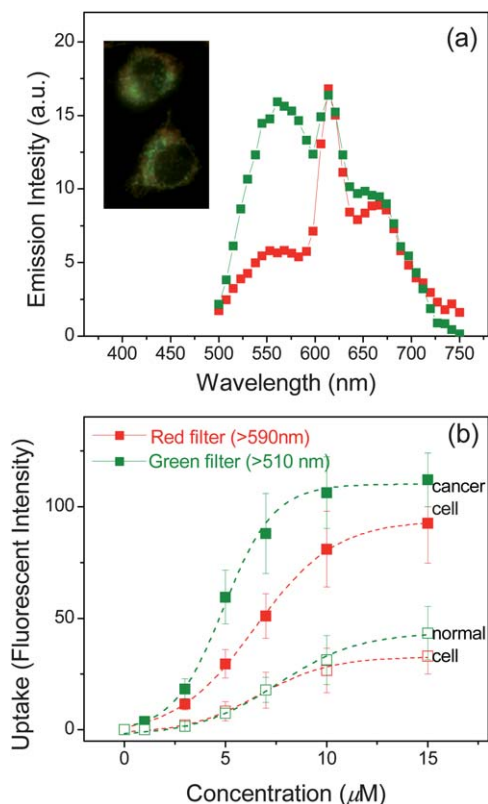 (a)
20
15
10
5
0
Emission Intesity (a.u.)
400 450 500 550 600 650 700 750
Wavelength (nm)
(b)
Red filter (>590nm)
Green filter (>510 nm)
cancer
cell
normal
cell
100
50
0
Uptake (Fluorescent Intensity)
0 5 10 15
Concentration (μM)